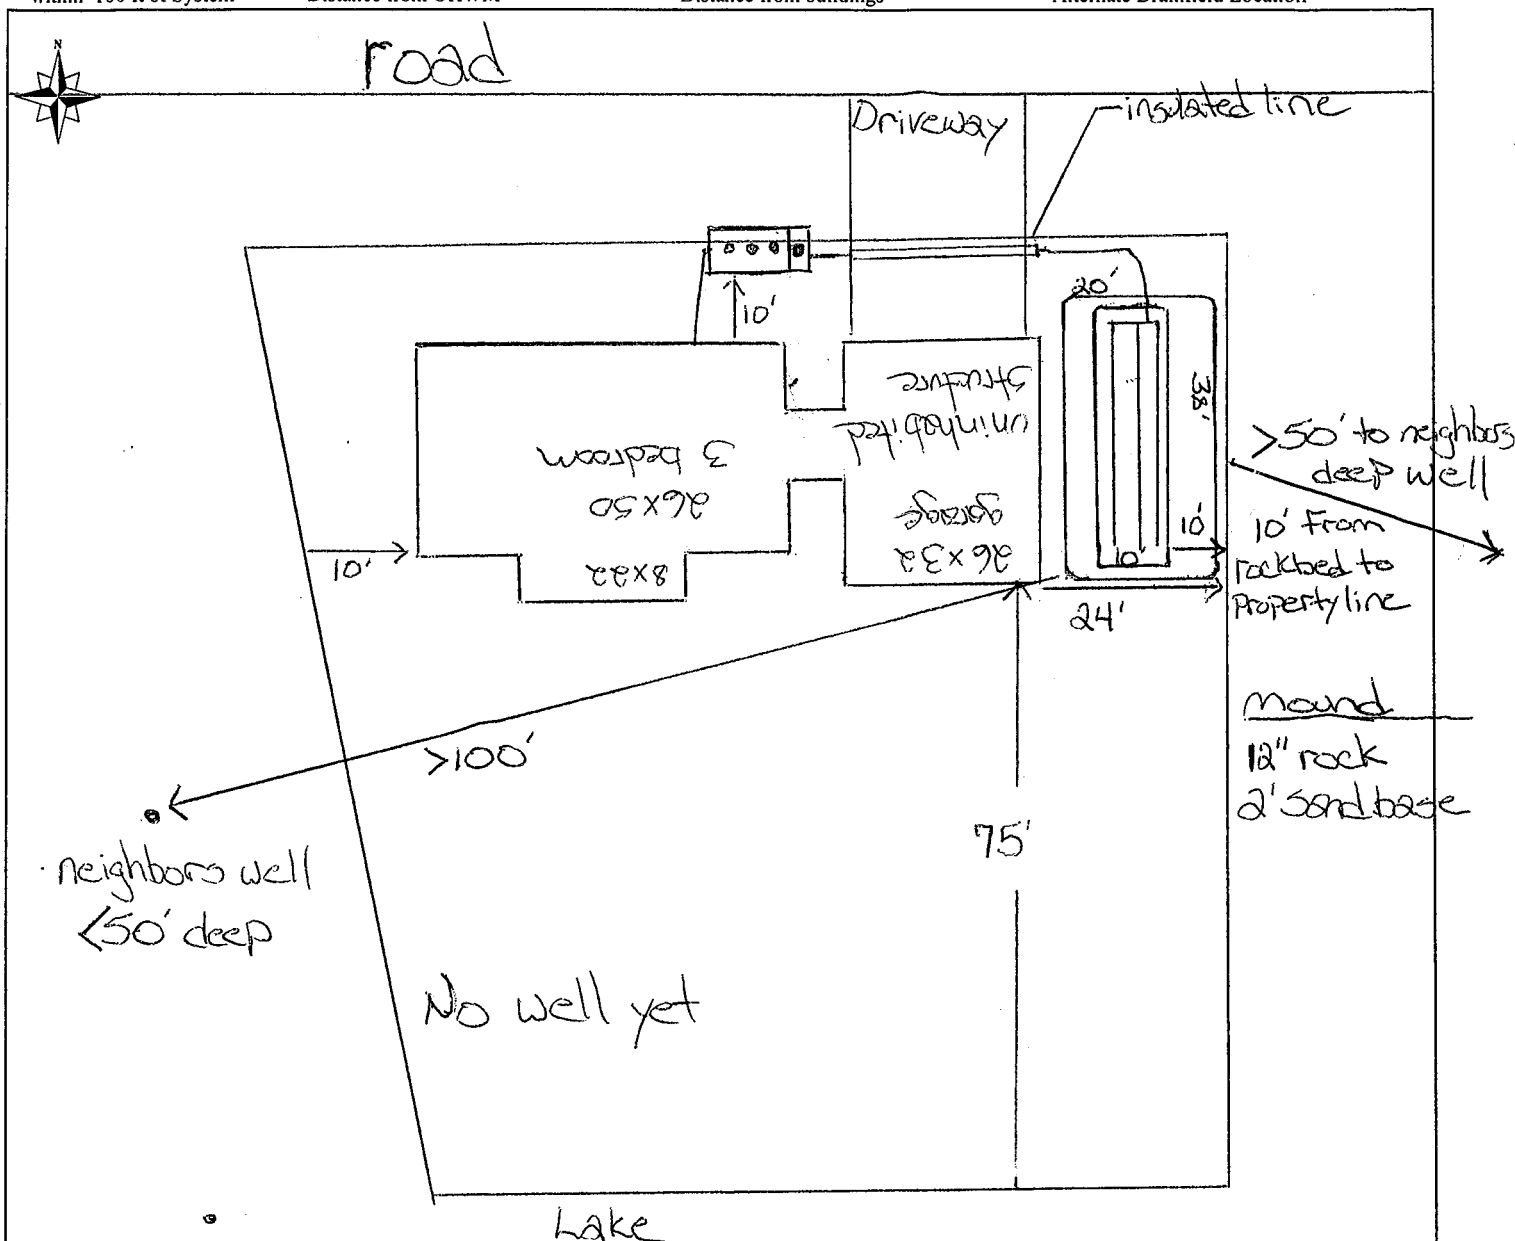 within 100 ft of System Distance from OHWM Distance from buildings Alternate Drainfield Location
N
road
Driveway
insulated line
10'
20'
38'
3 bedroom
26x50
8x22
uninhabited
structure
garage
26x32
10'
10'
10'
24'
>50' to neighbors
deep well
10' From
rockbed to
Property line
mound
12" rock
2' sand base
>100'
75'
neighbors well
<50' deep
No well yet
Lake